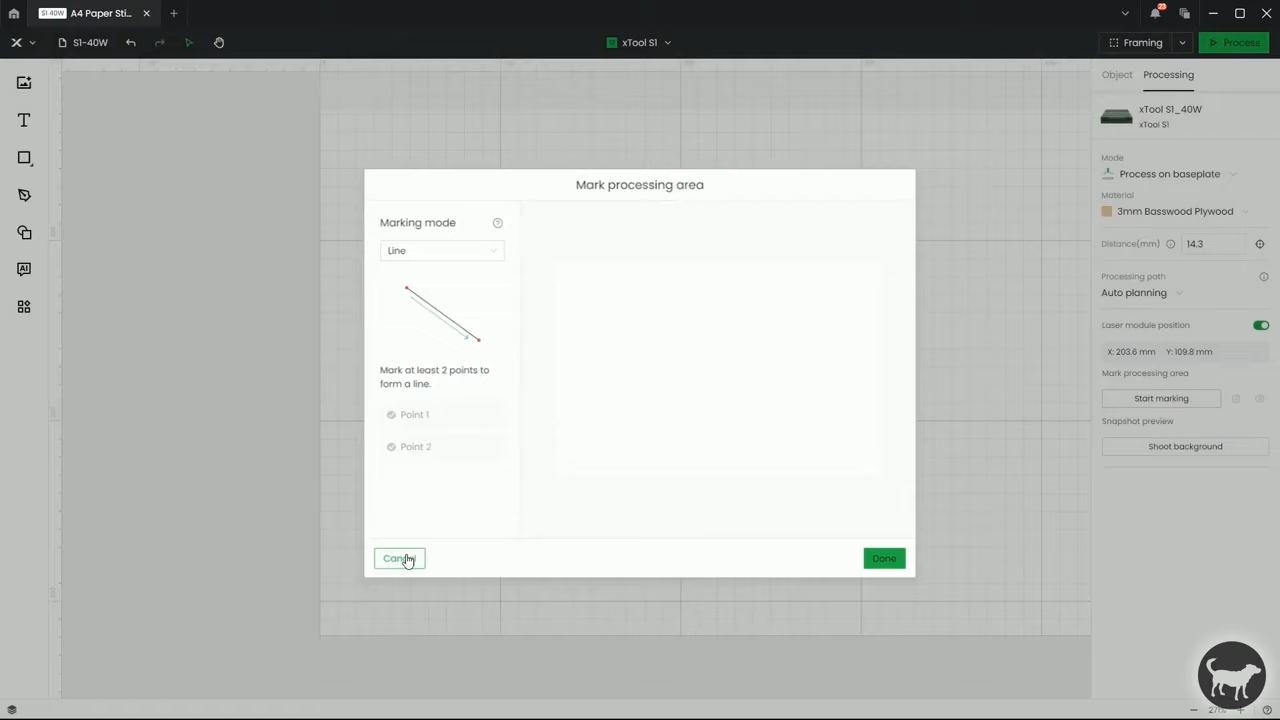 S1 40W
A4 Paper Sti...
23
S1-40W
xTool S1
Framing
Process
Object
Processing
xTool S1_40W
xTool S1
Mode
Process on baseplate
Material
3mm Basswood Plywood
Distance(mm)
14.3
Processing path
Auto planning
Laser module position
X: 203.6 mm Y: 109.8 mm
Mark processing area
Start marking
Snapshot preview
Shoot background
Mark processing area
Marking mode
Line
Mark at least 2 points to
form a line.
Point 1
Point 2
Cancel
Done
AI